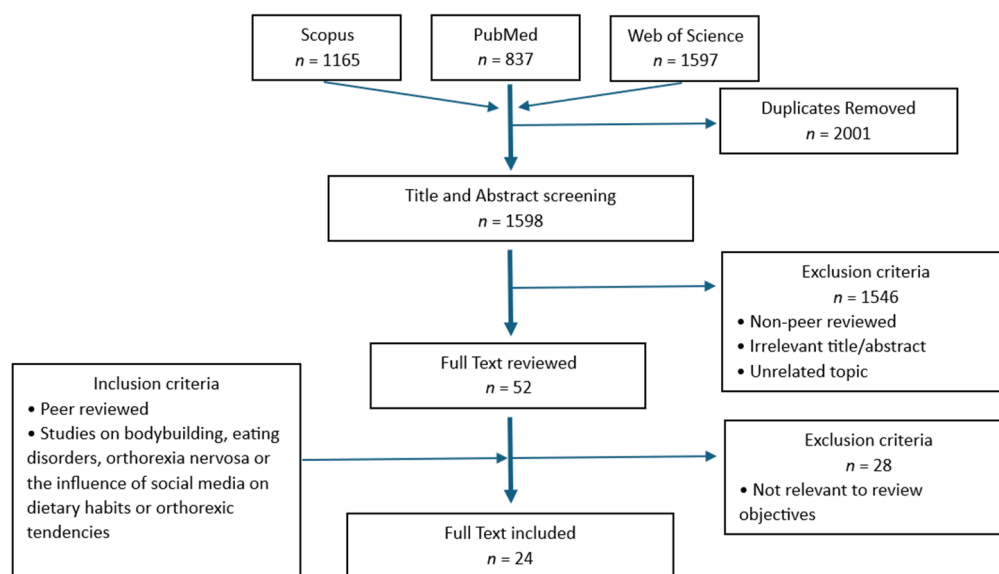 Scopus
n = 1165
PubMed
n = 837
Web of Science
n = 1597
Duplicates Removed
n = 2001
Title and Abstract screening
n = 1598
Exclusion criteria
n = 1546
• Non-peer reviewed
• Irrelevant title/abstract
• Unrelated topic
Full Text reviewed
n = 52
Inclusion criteria
• Peer reviewed
• Studies on bodybuilding, eating
disorders, orthorexia nervosa or
the influence of social media on
dietary habits or orthorexic
tendencies
Exclusion criteria
n = 28
• Not relevant to review
objectives
Full Text included
n = 24